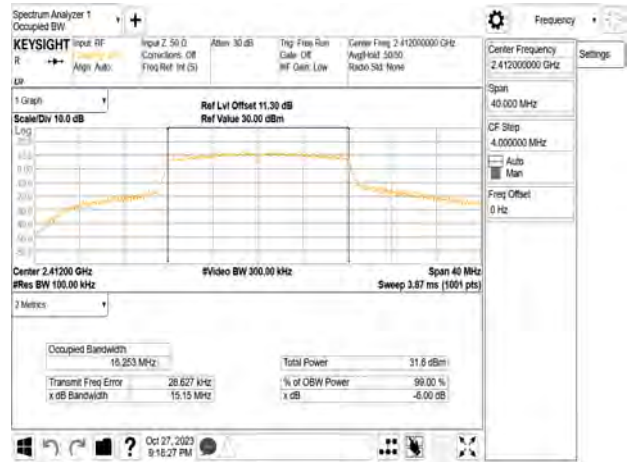 Spectrum Analyzer 1
Occupied BW
Frequency
KEYSIGHT
Input: RF
Input Z: 50 Ω
Atten: 30 dB
Trig: Free Run
Center Freq: 2.412000000 GHz
R
Corrections: Off
Gate: Off
Avg|Hold: 50/50
Align: Auto
Freq Ref: Int (S)
#IF Gain: Low
Radio Std: None
Center Frequency
2.412000000 GHz
Settings
Span
40.000 MHz
CF Step
4.000000 MHz
Auto
Man
Freq Offset
0 Hz
1 Graph
Scale/Div 10.0 dB
Ref Lvl Offset 11.30 dB
Ref Value 30.00 dBm
Log
Center 2.41200 GHz
#Video BW 300.00 kHz
Span 40 MHz
#Res BW 100.00 kHz
Sweep 3.87 ms (1001 pts)
2 Metrics
Occupied Bandwidth
16.253 MHz
Total Power
31.6 dBm
Transmit Freq Error
28.627 kHz
% of OBW Power
99.00 %
x dB Bandwidth
15.15 MHz
x dB
-6.00 dB
?
Oct 27, 2023
9:16:27 PM